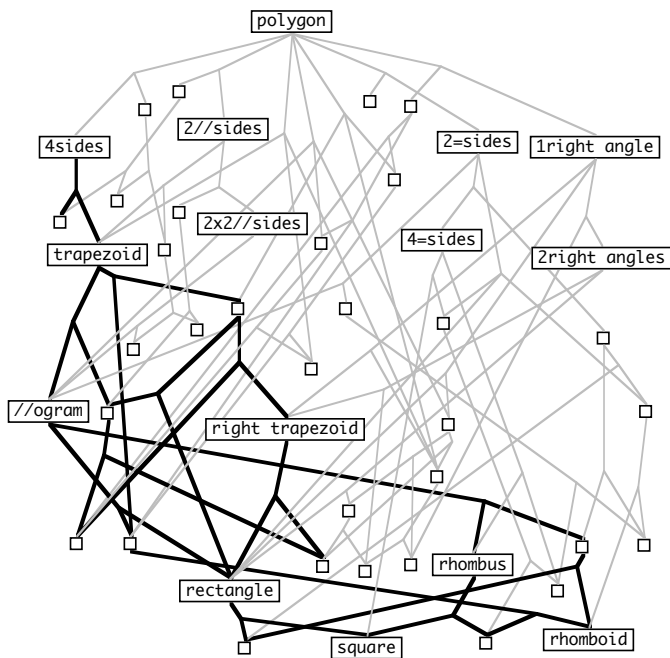 polygon
2//sides
4sides
2=sides
1right angle
2x2//sides
4=sides
trapezoid
2right angles
//ogram
right trapezoid
rhombus
rectangle
square
rhomboid